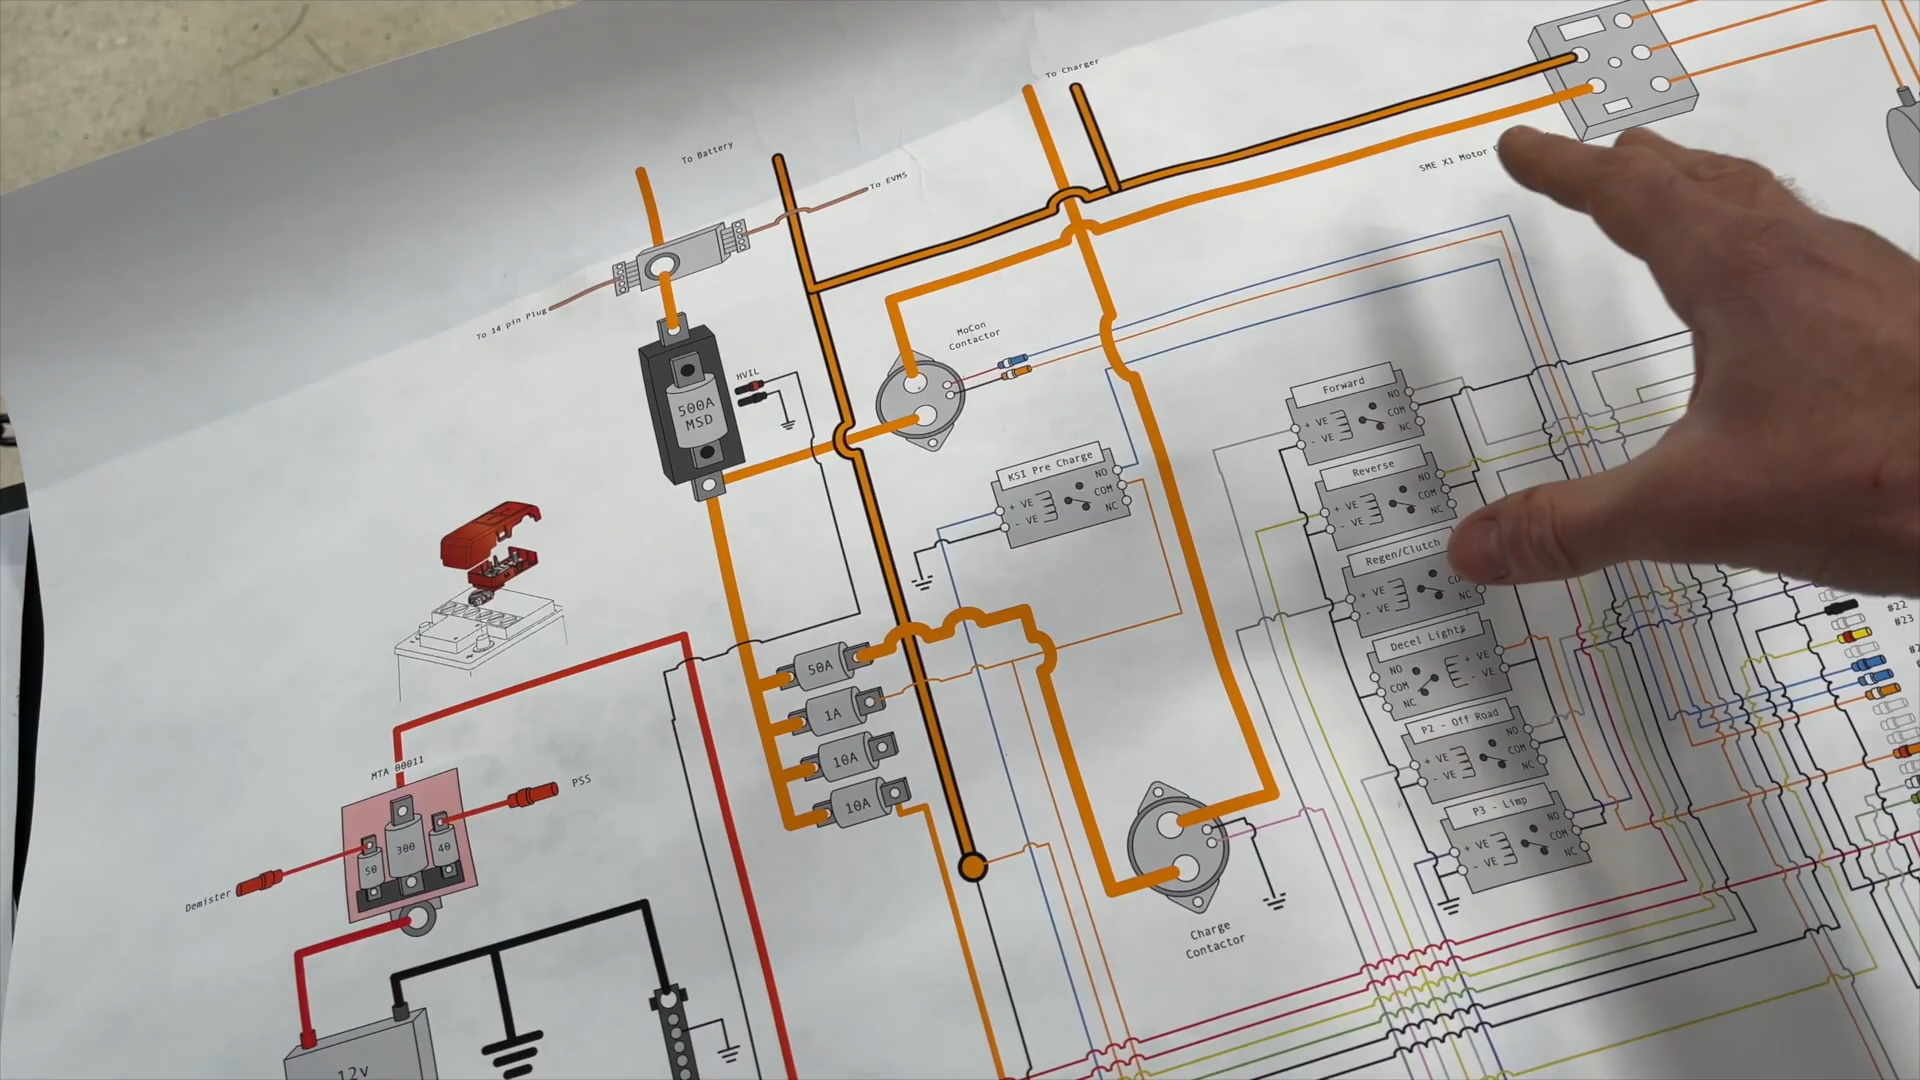 To Charger
To Battery
To EVMS
SME X1 Motor
To 14 pin Plug
MoCon
Contactor
HVIL
500A
MSD
Forward
+ VE
- VE
NO
COM
NC
KSI Pre Charge
+ VE
- VE
NO
COM
NC
Reverse
+ VE
- VE
NO
COM
NC
Regen/Clutch
+ VE
- VE
NC
#22
#23
Decel Lights
NO
COM
NC
+ VE
- VE
50A
1A
10A
10A
P2 - Off Road
+ VE
- VE
NO
COM
NC
MTA 00011
PSS
50
300
40
P3 - Limp
+ VE
- VE
NO
COM
NC
Demister
Charge
Contactor
12v